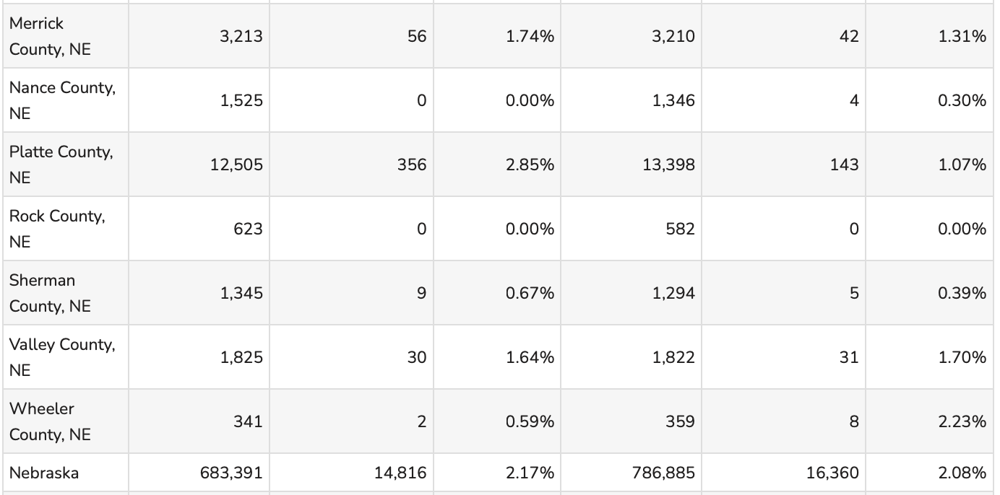 Merrick
County, NE 3,213 56 1.74% 3,210 42 1.31%
Nance County,
NE 1,525 0 0.00% 1,346 4 0.30%
Platte County,
NE 12,505 356 2.85% 13,398 143 1.07%
Rock County,
NE 623 0 0.00% 582 0 0.00%
Sherman
County, NE 1,345 9 0.67% 1,294 5 0.39%
Valley County,
NE 1,825 30 1.64% 1,822 31 1.70%
Wheeler
County, NE 341 2 0.59% 359 8 2.23%
Nebraska 683,391 14,816 2.17% 786,885 16,360 2.08%